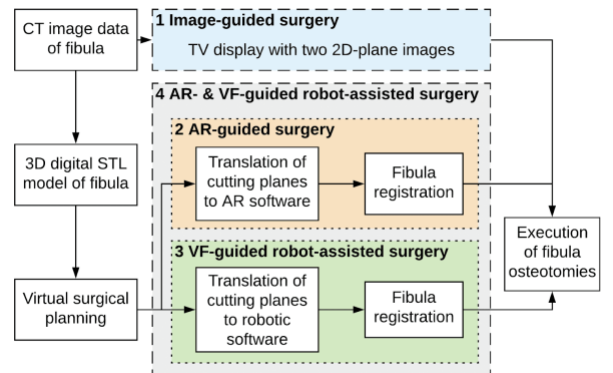 CT image data
of fibula
1 Image-guided surgery
TV display with two 2D-plane images
4 AR- & VF-guided robot-assisted surgery
2 AR-guided surgery
3D digital STL
model of fibula
Translation of
cutting planes
to AR software
Fibula
registration
Execution
of fibula
osteotomies
3 VF-guided robot-assisted surgery
Virtual surgical
planning
Translation of
cutting planes
to robotic
software
Fibula
registration